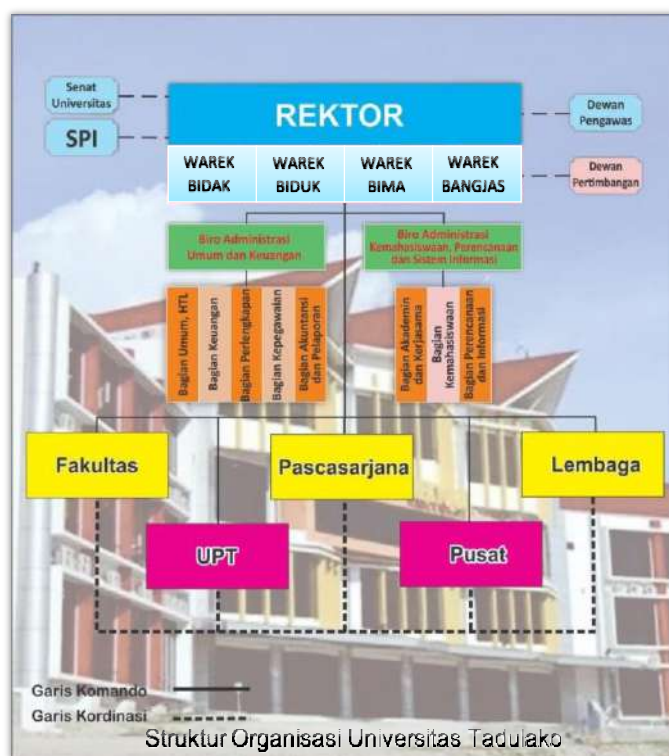 Senat
Universitas
SPI
REKTOR
Dewan
Pengawas
WAREK
BIDAK
WAREK
BIDUK
WAREK
BIMA
WAREK
BANGJAS
Dewan
Pertimbangan
Biro Administrasi
Umum dan Keuangan
Biro Administrasi
Kemahasiswaan, Perencanaan
dan Sistem Informasi
Bagian Umum, HTL
Bagian Keuangan
Bagian Perlengkapan
Bagian Kepegawaian
Bagian Akuntansi
dan Pelaporan
Bagian Akademin
dan Kerjasama
Bagian
Kemahasiswaan
Bagian Perencanaan
dan Informasi
Fakultas
Pascasarjana
Lembaga
UPT
Pusat
Garis Komando
Garis Kordinasi
Struktur Organisasi Universitas Tadulako